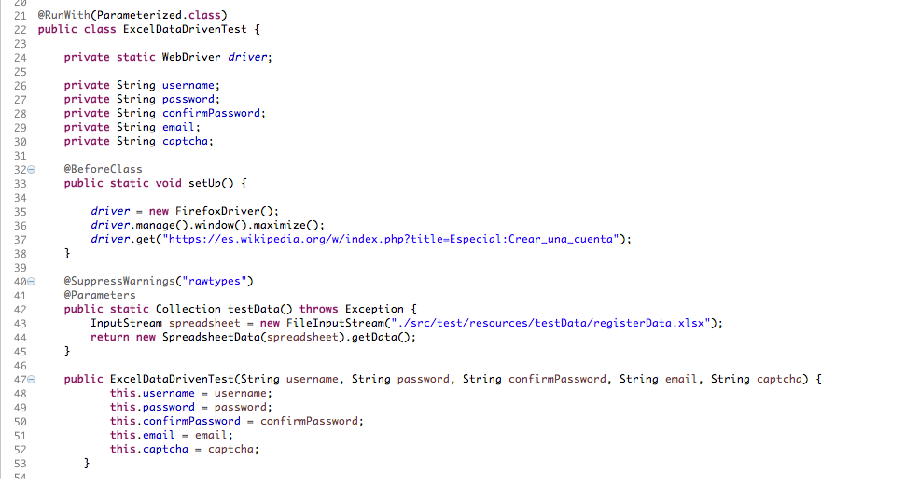 20
21 @RunWith(Parameterized.class)
22 public class ExcelDataDrivenTest {
23
24 private static WebDriver driver;
25
26 private String username;
27 private String password;
28 private String confirmPassword;
29 private String email;
30 private String captcha;
31
32 @BeforeClass
33 public static void setUp() {
34
35 driver = new FirefoxDriver();
36 driver.manage().window().maximize();
37 driver.get("https://es.wikipedia.org/w/index.php?title=Especial:Crear_una_cuenta");
38 }
39
40 @SuppressWarnings("rawtypes")
41 @Parameters
42 public static Collection testData() throws Exception {
43 InputStream spreadsheet = new FileInputStream("./src/test/resources/testData/registerData.xlsx");
44 return new SpreadsheetData(spreadsheet).getData();
45 }
46
47 public ExcelDataDrivenTest(String username, String password, String confirmPassword, String email, String captcha) {
48 this.username = username;
49 this.password = password;
50 this.confirmPassword = confirmPassword;
51 this.email = email;
52 this.captcha = captcha;
53 }
54